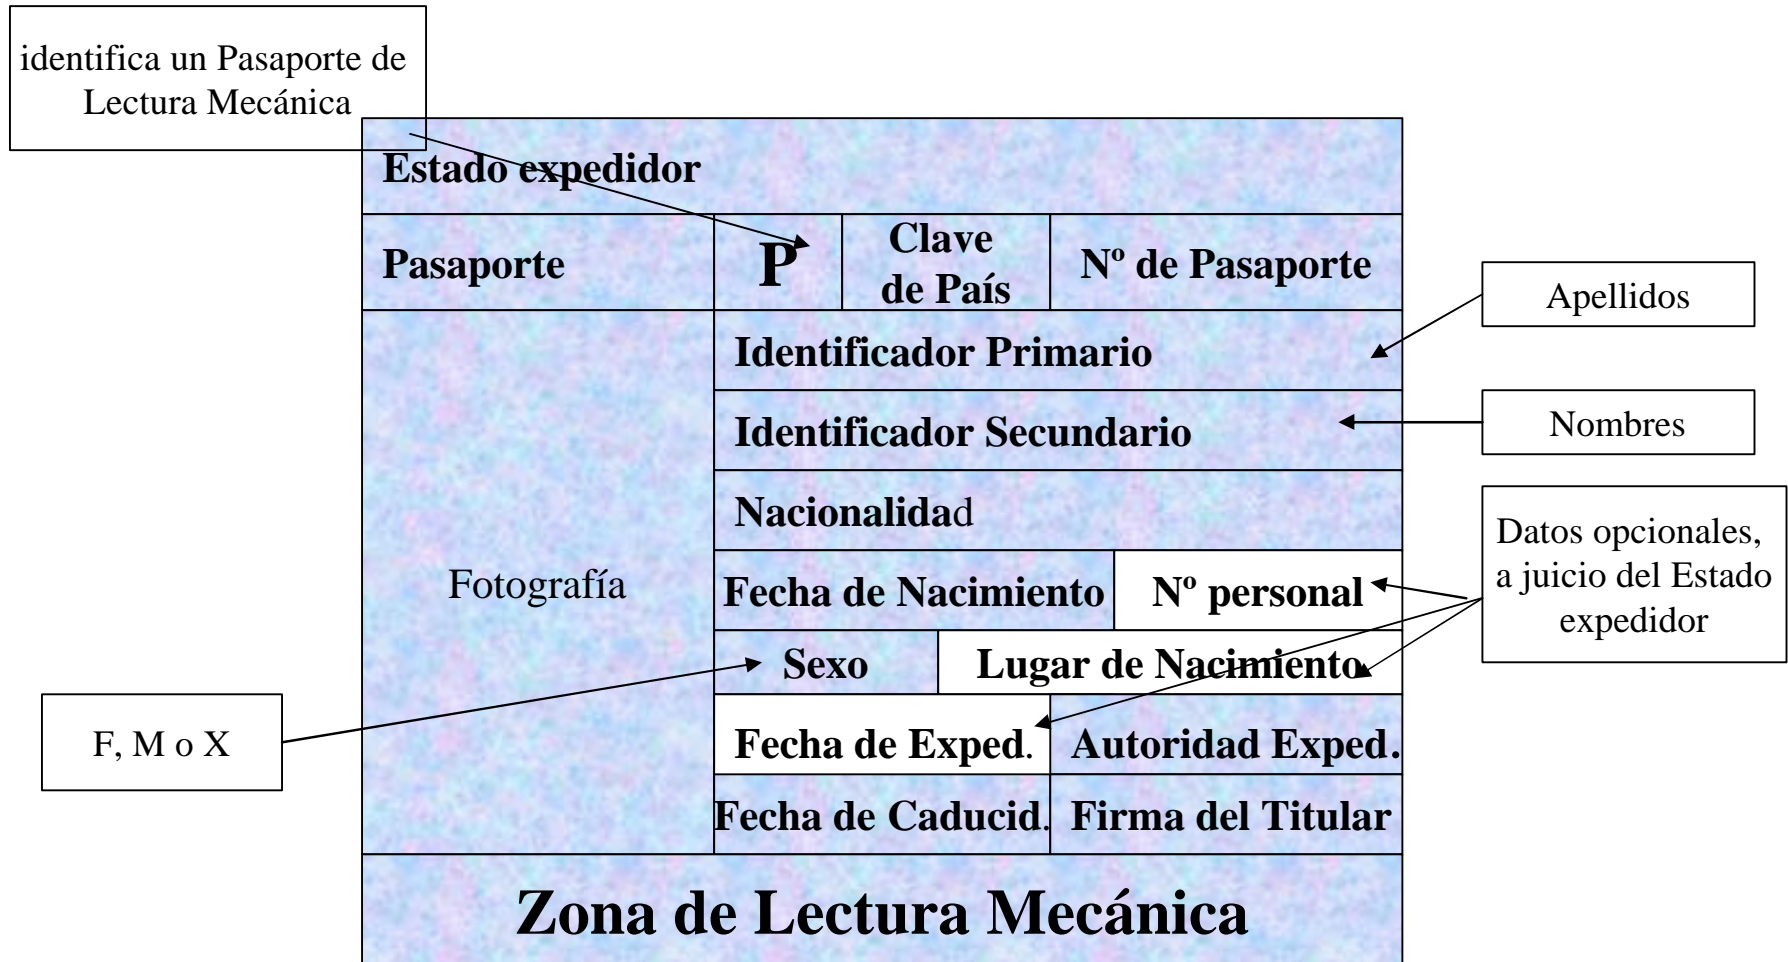 identifica un Pasaporte de
Lectura Mecánica
Estado expedidor
Pasaporte
P
Clave
de País
Nº de Pasaporte
Apellidos
Identificador Primario
Identificador Secundario
Nombres
Nacionalidad
Datos opcionales,
a juicio del Estado
expedidor
Fotografía
Fecha de Nacimiento
Nº personal
Sexo
Lugar de Nacimiento
F, M o X
Fecha de Exped.
Autoridad Exped.
Fecha de Caducid.
Firma del Titular
Zona de Lectura Mecánica